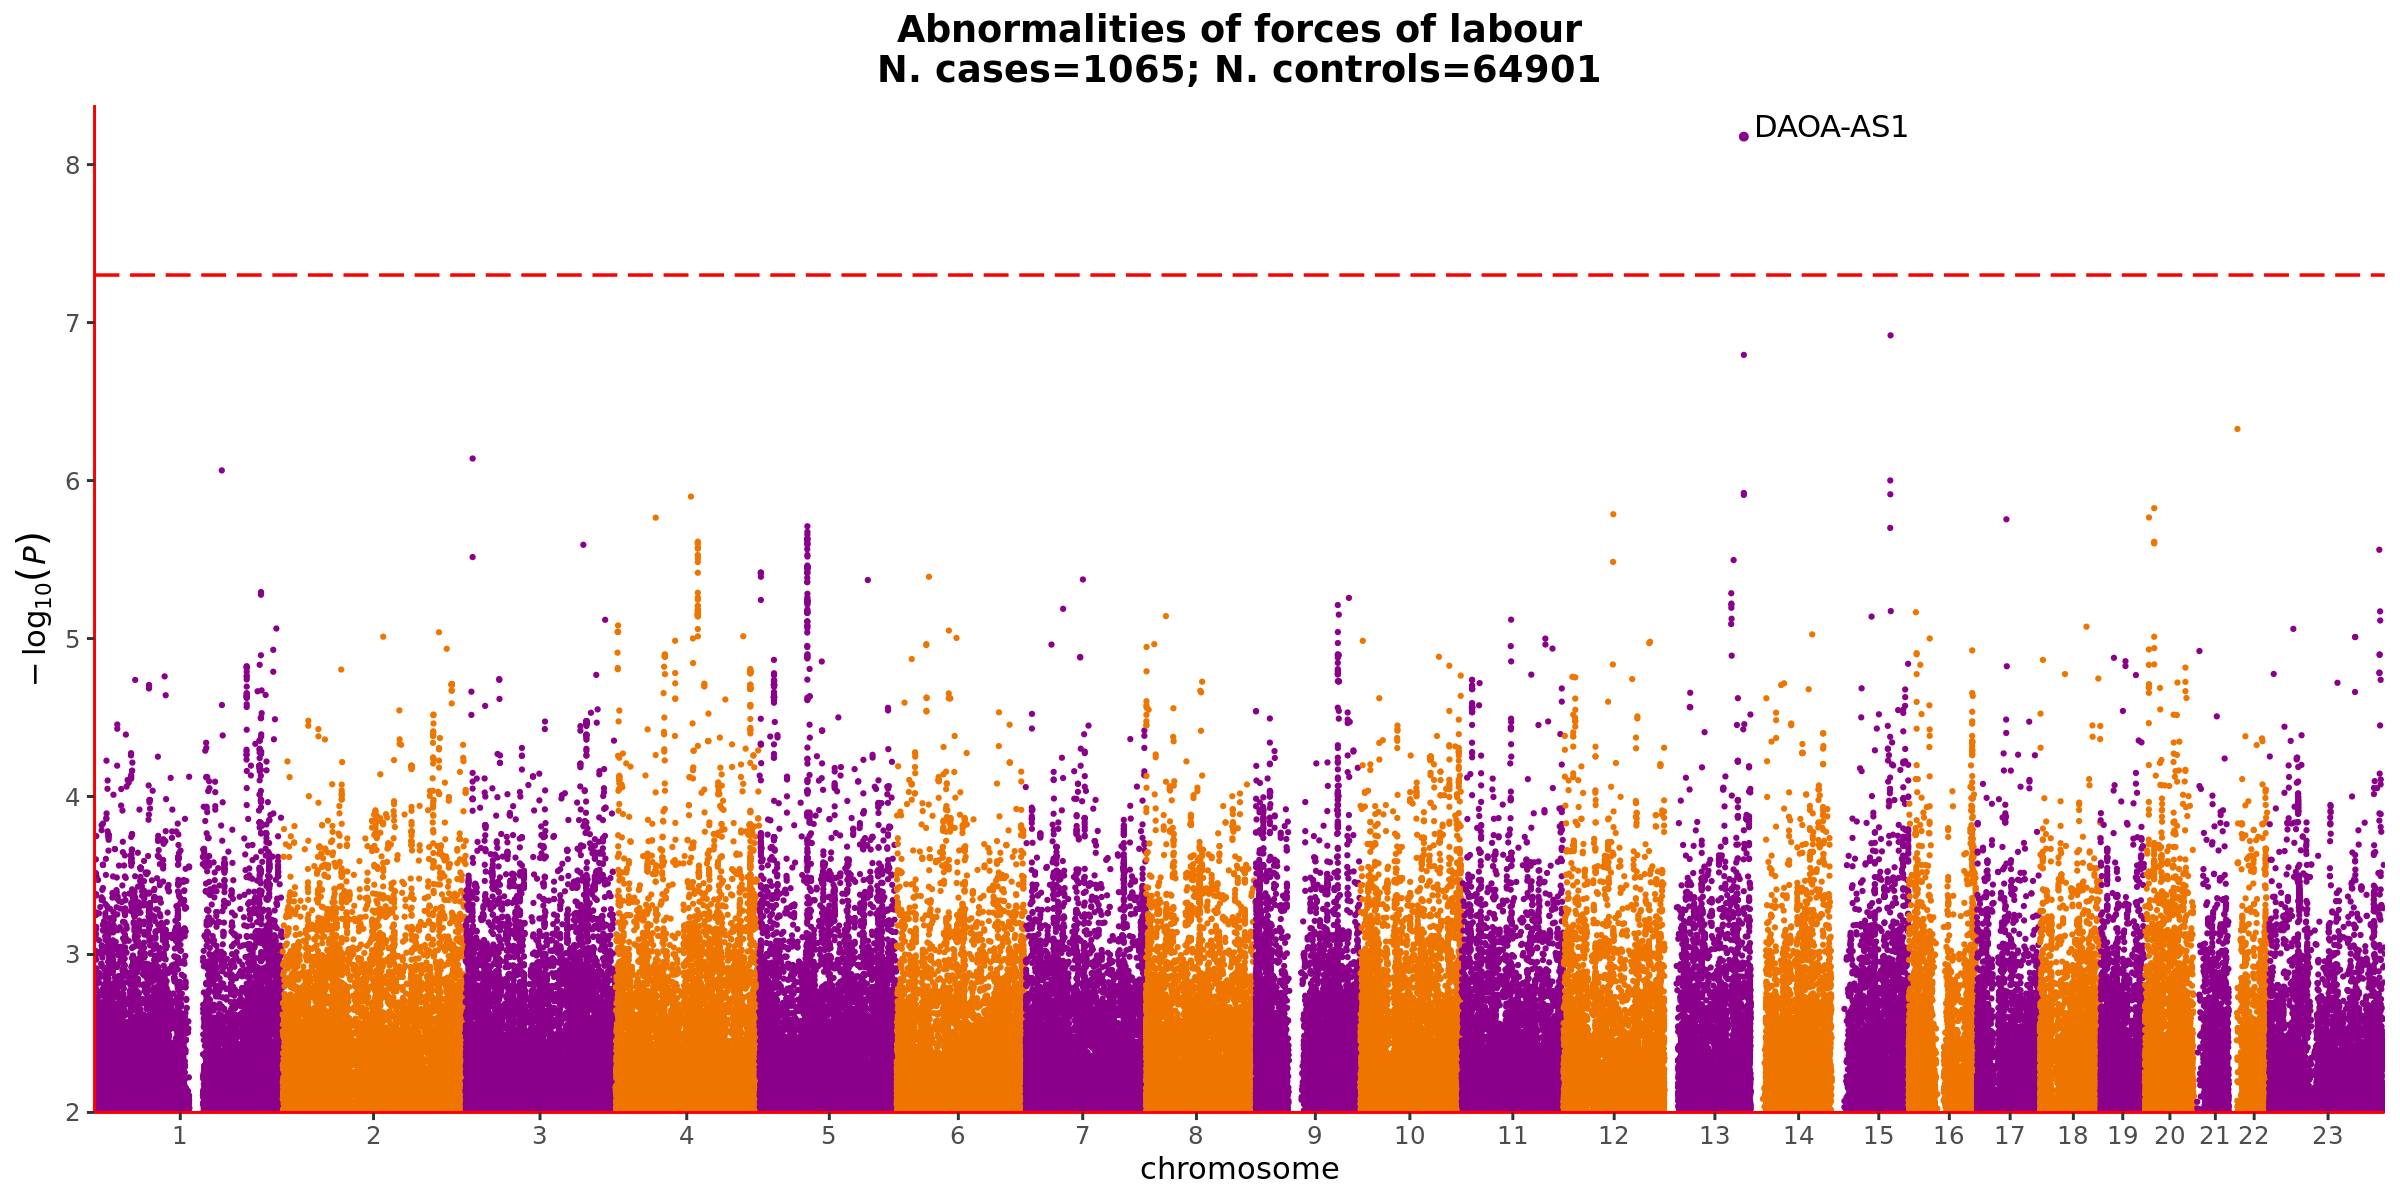 Abnormalities of forces of labour
N. cases=1065; N. controls=64901
DAOA-AS1
8
7
6
5
4
3
2
−log10(P)
1 2 3 4 5 6 7 8 9 10 11 12 13 14 15 16 17 18 19 20 21 22 23
chromosome